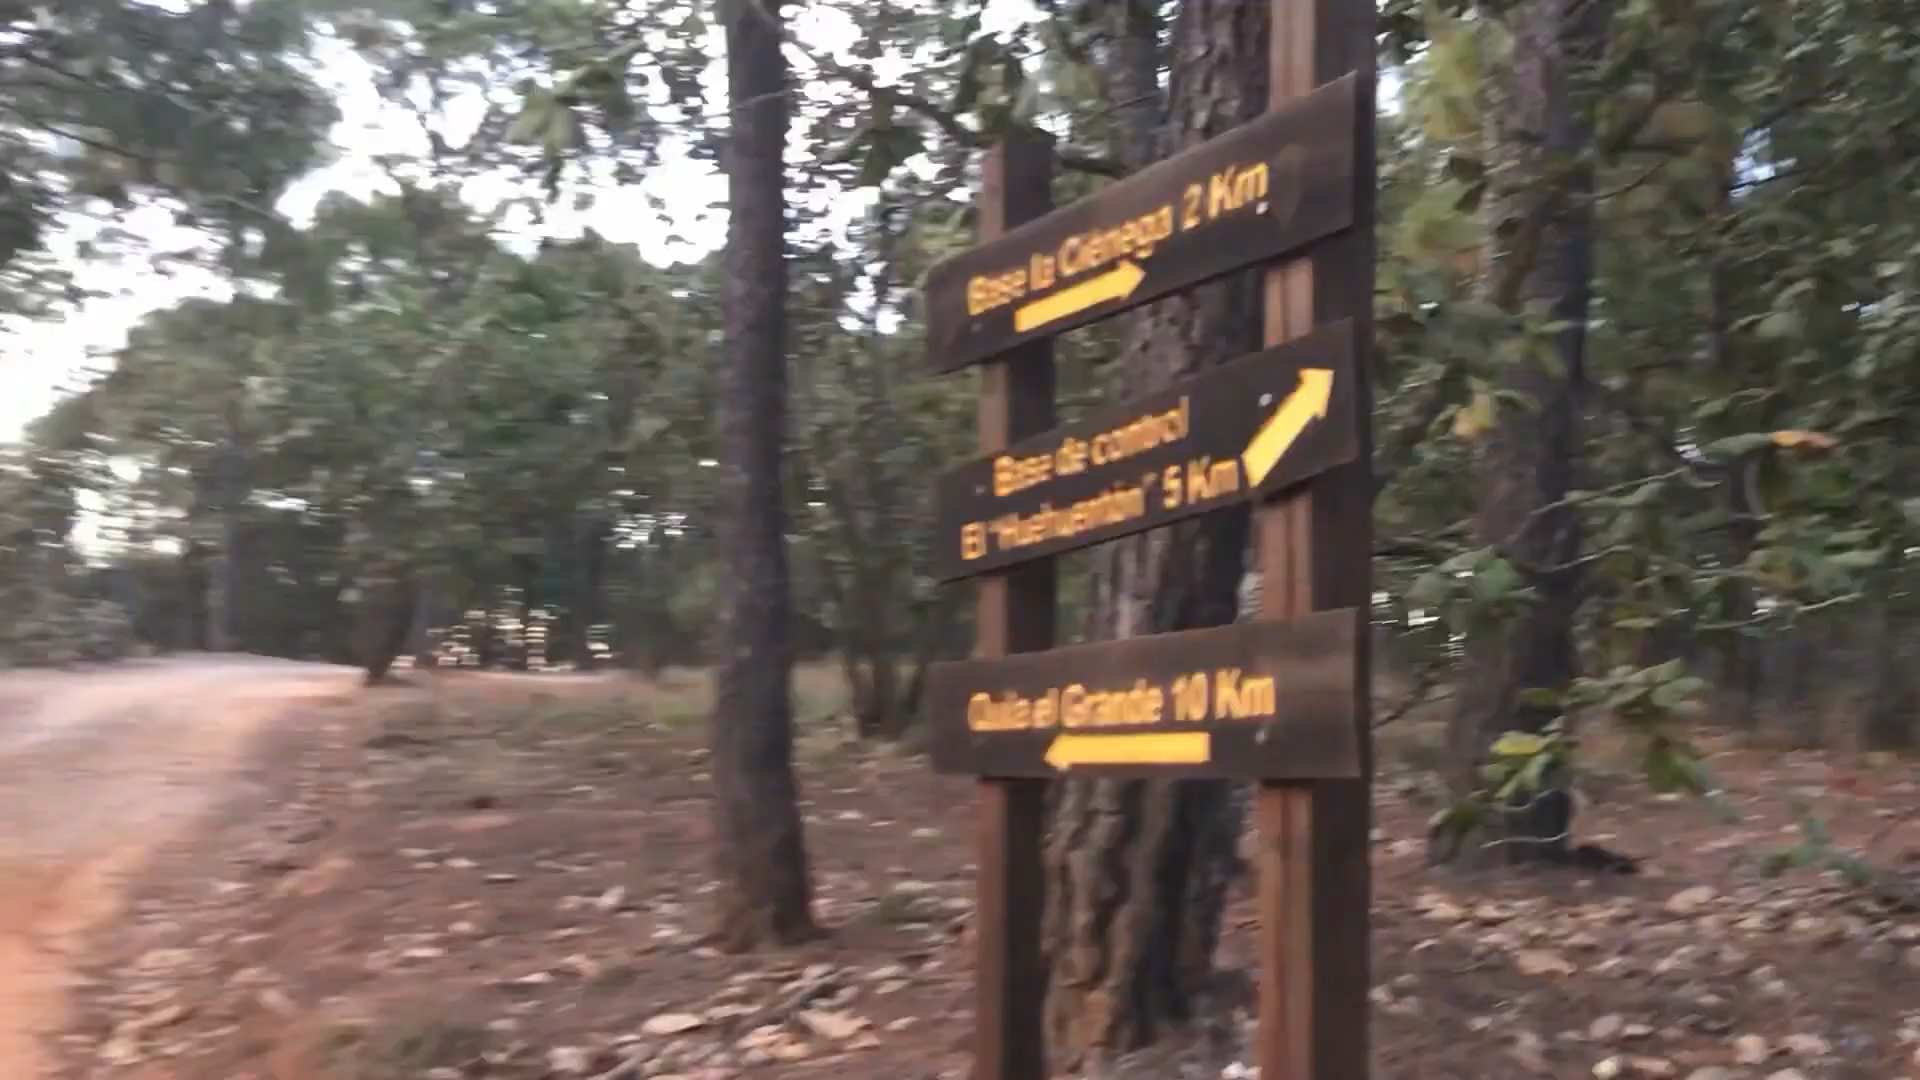 Base la Ciénega 2 Km
Base de control
El "Huehuentón" 5 Km
Quila el Grande 10 Km